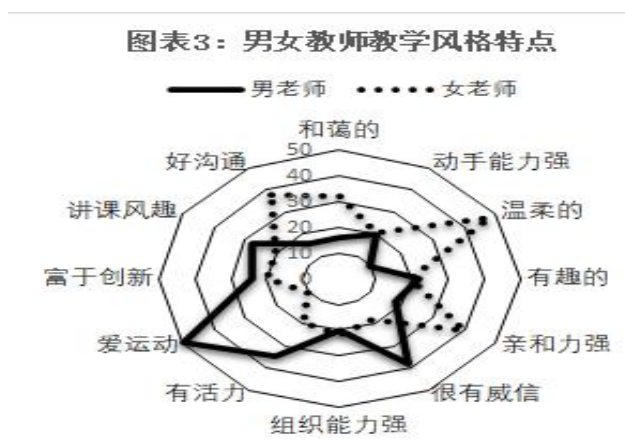 图表3：男女教师教学风格特点
男老师 女老师
和蔼的
动手能力强
温柔的
有趣的
亲和力强
很有威信
组织能力强
有活力
爱运动
富于创新
讲课风趣
好沟通
50
40
30
20
10
0